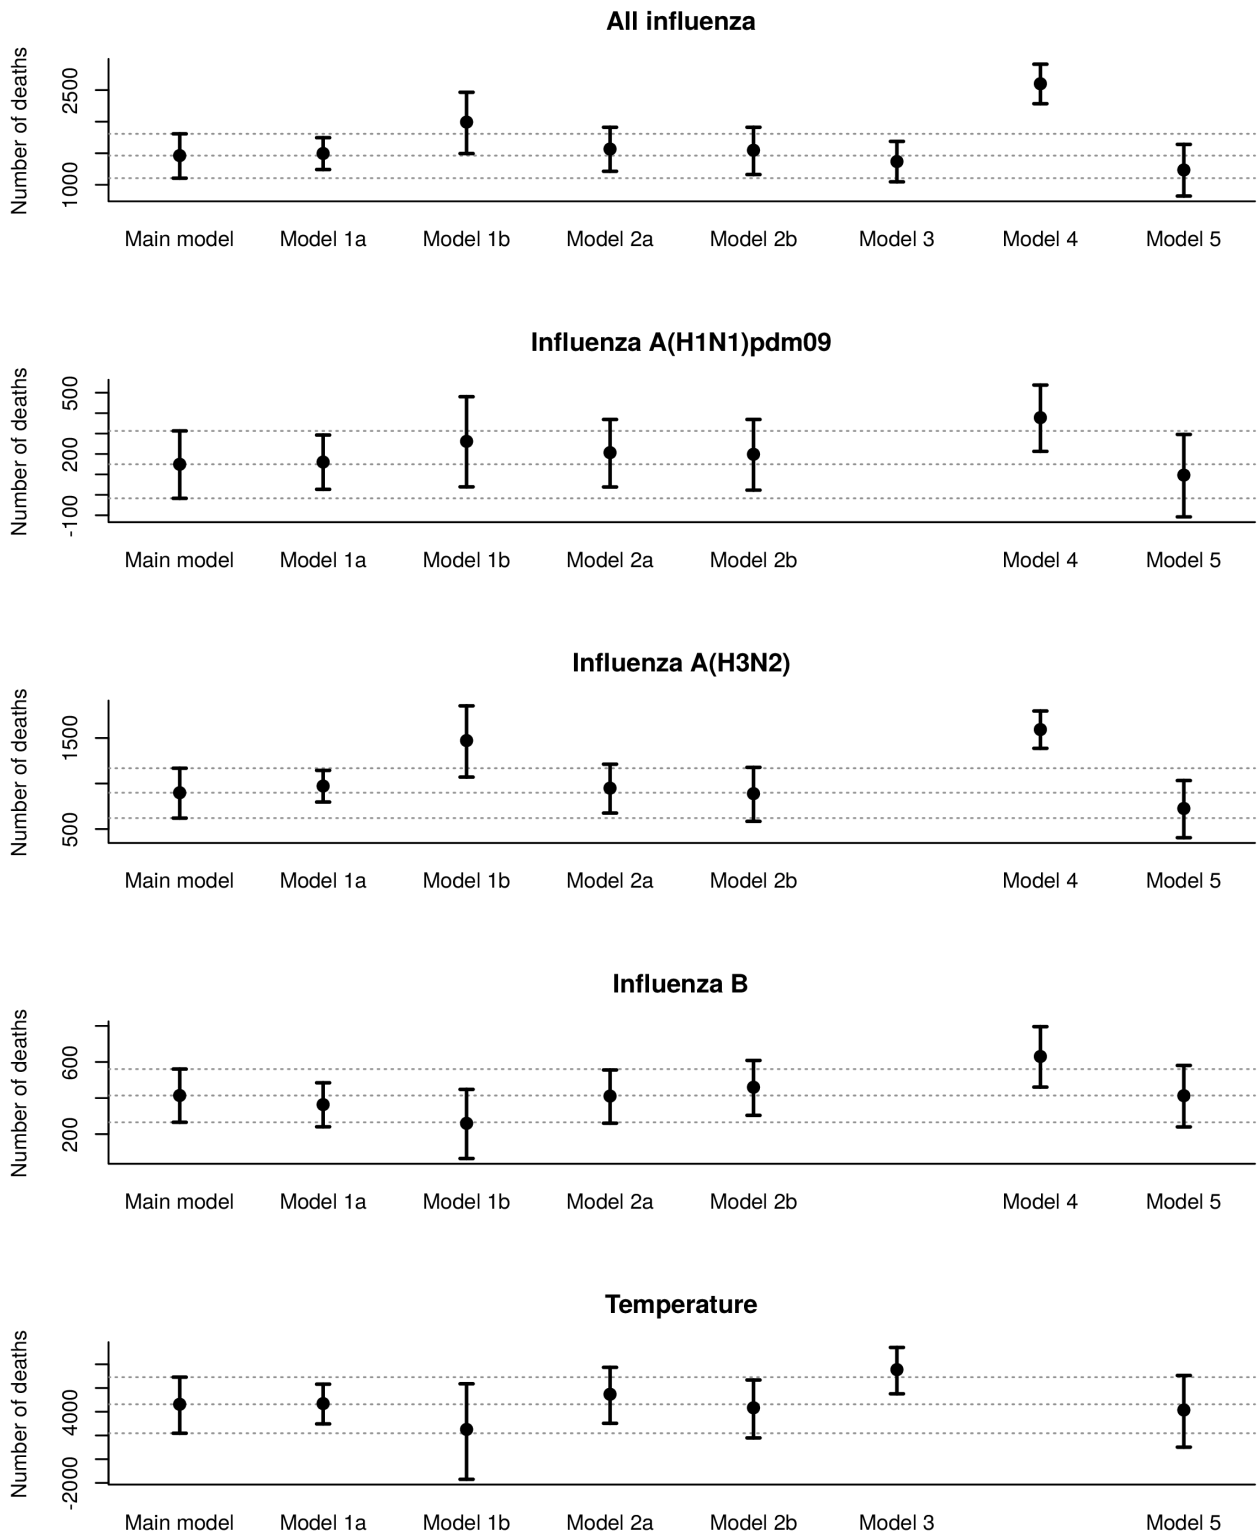 All influenza
Number of deaths
2500
1000
Main model Model 1a Model 1b Model 2a Model 2b Model 3 Model 4 Model 5
Influenza A(H1N1)pdm09
Number of deaths
500
200
-100
Main model Model 1a Model 1b Model 2a Model 2b Model 4 Model 5
Influenza A(H3N2)
Number of deaths
1500
500
Main model Model 1a Model 1b Model 2a Model 2b Model 4 Model 5
Influenza B
Number of deaths
600
200
Main model Model 1a Model 1b Model 2a Model 2b Model 4 Model 5
Temperature
Number of deaths
4000
-2000
Main model Model 1a Model 1b Model 2a Model 2b Model 3 Model 5